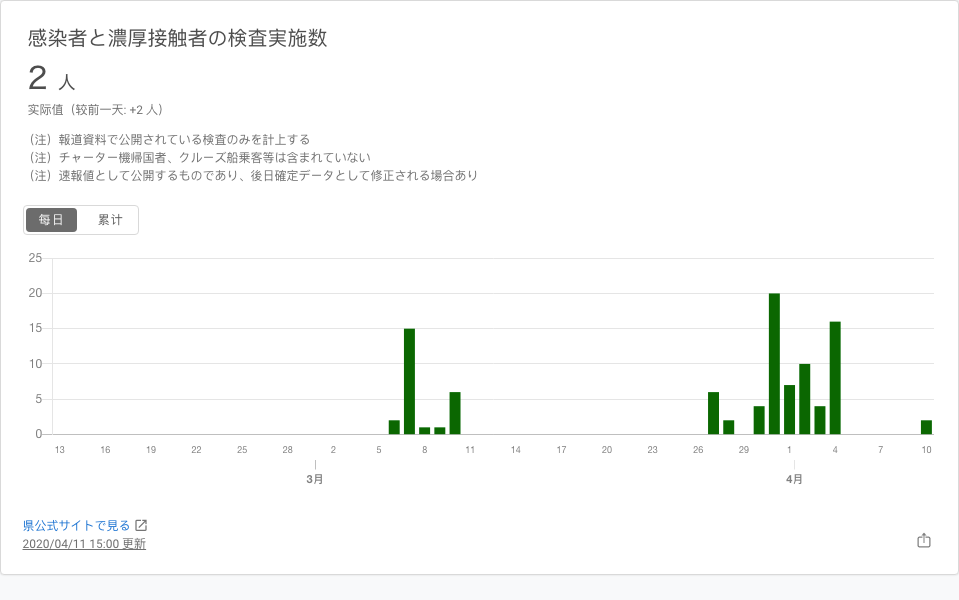 感染者と濃厚接触者の検査実施数
2 人
实际值（较前一天: +2 人）
（注）報道資料で公開されている検査のみを計上する
（注）チャーター機帰国者、クルーズ船乗客等は含まれていない
（注）速報値として公開するものであり、後日確定データとして修正される場合あり
每日 累计
25
20
15
10
5
0
13 16 19 22 25 28 2 5 8 11 14 17 20 23 26 29 1 4 7 10
3月 4月
県公式サイトで見る
2020/04/11 15:00 更新